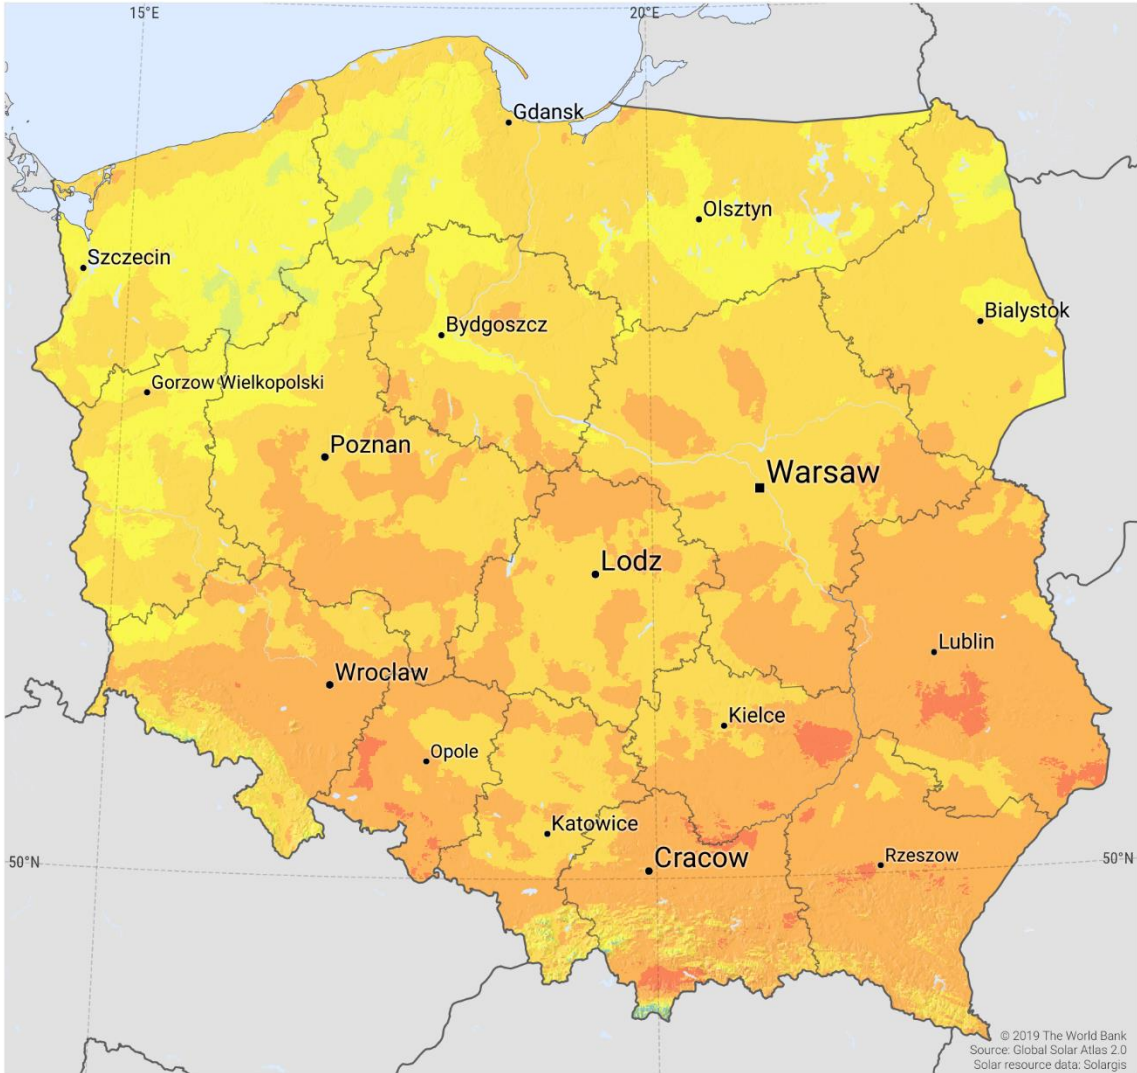 15°E
20°E
Gdansk
Olsztyn
Szczecin
Bialystok
Bydgoszcz
Gorzow Wielkopolski
Poznan
Warsaw
Lodz
Lublin
Wroclaw
Kielce
Opole
Katowice
Cracow
Rzeszow
50°N
50°N
© 2019 The World Bank
Source: Global Solar Atlas 2.0
Solar resource data: Solargis